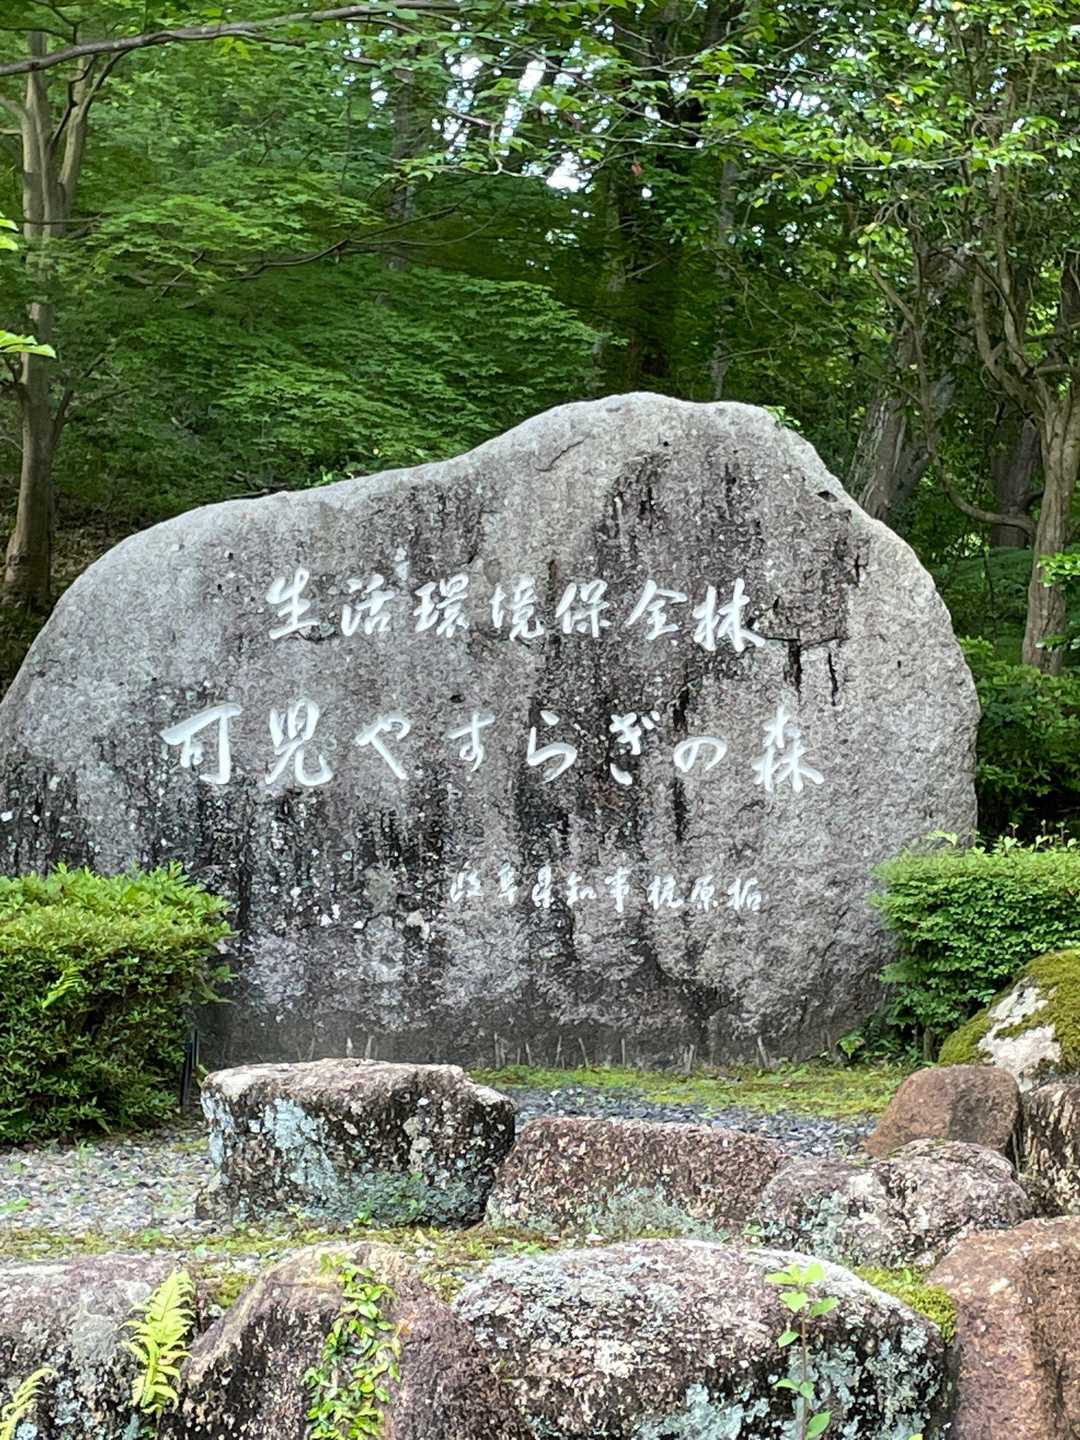 生活環境保全林
可児やすらぎの森
岐阜県知事梶原拓